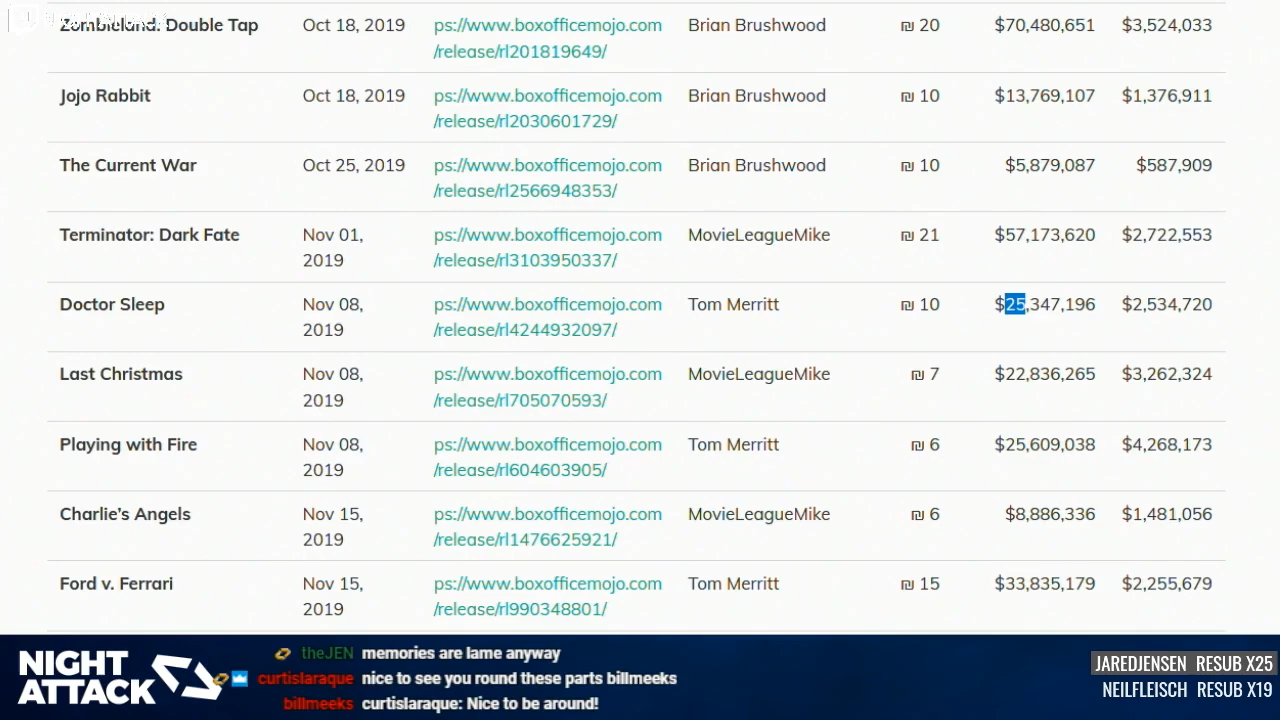 Zombieland: Double Tap Oct 18, 2019 ps://www.boxofficemojo.com Brian Brushwood ₪ 20 $70,480,651 $3,524,033
/release/rl201819649/
Jojo Rabbit Oct 18, 2019 ps://www.boxofficemojo.com Brian Brushwood ₪ 10 $13,769,107 $1,376,911
/release/rl2030601729/
The Current War Oct 25, 2019 ps://www.boxofficemojo.com Brian Brushwood ₪ 10 $5,879,087 $587,909
/release/rl2566948353/
Terminator: Dark Fate Nov 01, ps://www.boxofficemojo.com MovieLeagueMike ₪ 21 $57,173,620 $2,722,553
2019 /release/rl3103950337/
Doctor Sleep Nov 08, ps://www.boxofficemojo.com Tom Merritt ₪ 10 $25,347,196 $2,534,720
2019 /release/rl4244932097/
Last Christmas Nov 08, ps://www.boxofficemojo.com MovieLeagueMike ₪ 7 $22,836,265 $3,262,324
2019 /release/rl705070593/
Playing with Fire Nov 08, ps://www.boxofficemojo.com Tom Merritt ₪ 6 $25,609,038 $4,268,173
2019 /release/rl604603905/
Charlie’s Angels Nov 15, ps://www.boxofficemojo.com MovieLeagueMike ₪ 6 $8,886,336 $1,481,056
2019 /release/rl1476625921/
Ford v. Ferrari Nov 15, ps://www.boxofficemojo.com Tom Merritt ₪ 15 $33,835,179 $2,255,679
2019 /release/rl990348801/
NIGHT
ATTACK
theJEN memories are lame anyway
curtislaraque nice to see you round these parts billmeeks
billmeeks curtislaraque: Nice to be around!
JAREDJENSEN RESUB X25
NEILFLEISCH RESUB X19